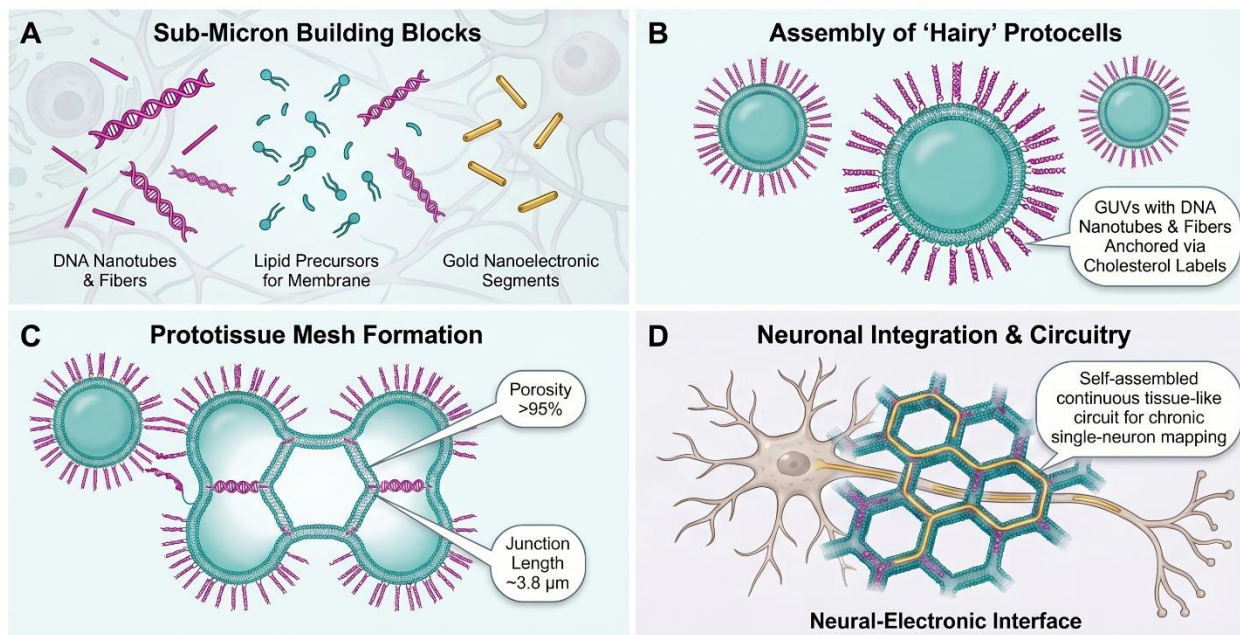 A
Sub-Micron Building Blocks
DNA Nanotubes
& Fibers
Lipid Precursors
for Membrane
Gold Nanoelectronic
Segments
B
Assembly of ‘Hairy’ Protocells
GUVs with DNA
Nanotubes & Fibers
Anchored via
Cholesterol Labels
C
Prototissue Mesh Formation
Porosity
>95%
Junction
Length
~3.8 µm
D
Neuronal Integration & Circuitry
Self-assembled
continuous tissue-like
circuit for chronic
single-neuron mapping
Neural-Electronic Interface